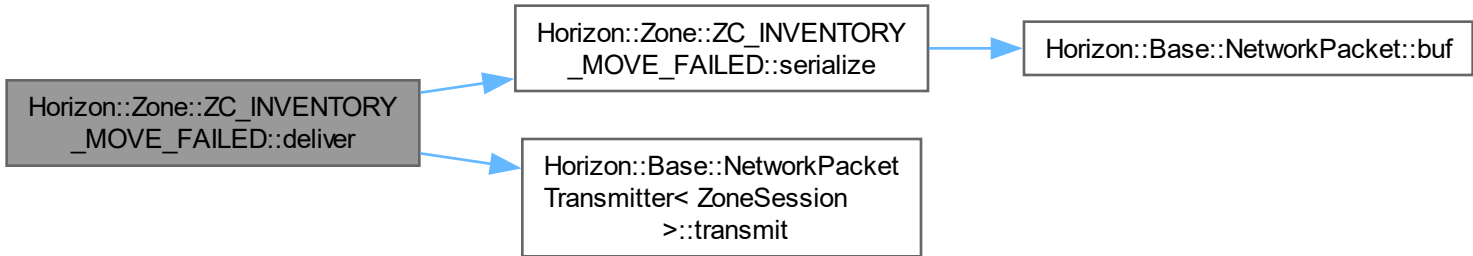 Horizon::Zone::ZC_INVENTORY
_MOVE_FAILED::deliver
Horizon::Zone::ZC_INVENTORY
_MOVE_FAILED::serialize
Horizon::Base::NetworkPacket::buf
Horizon::Base::NetworkPacket
Transmitter< ZoneSession
>::transmit